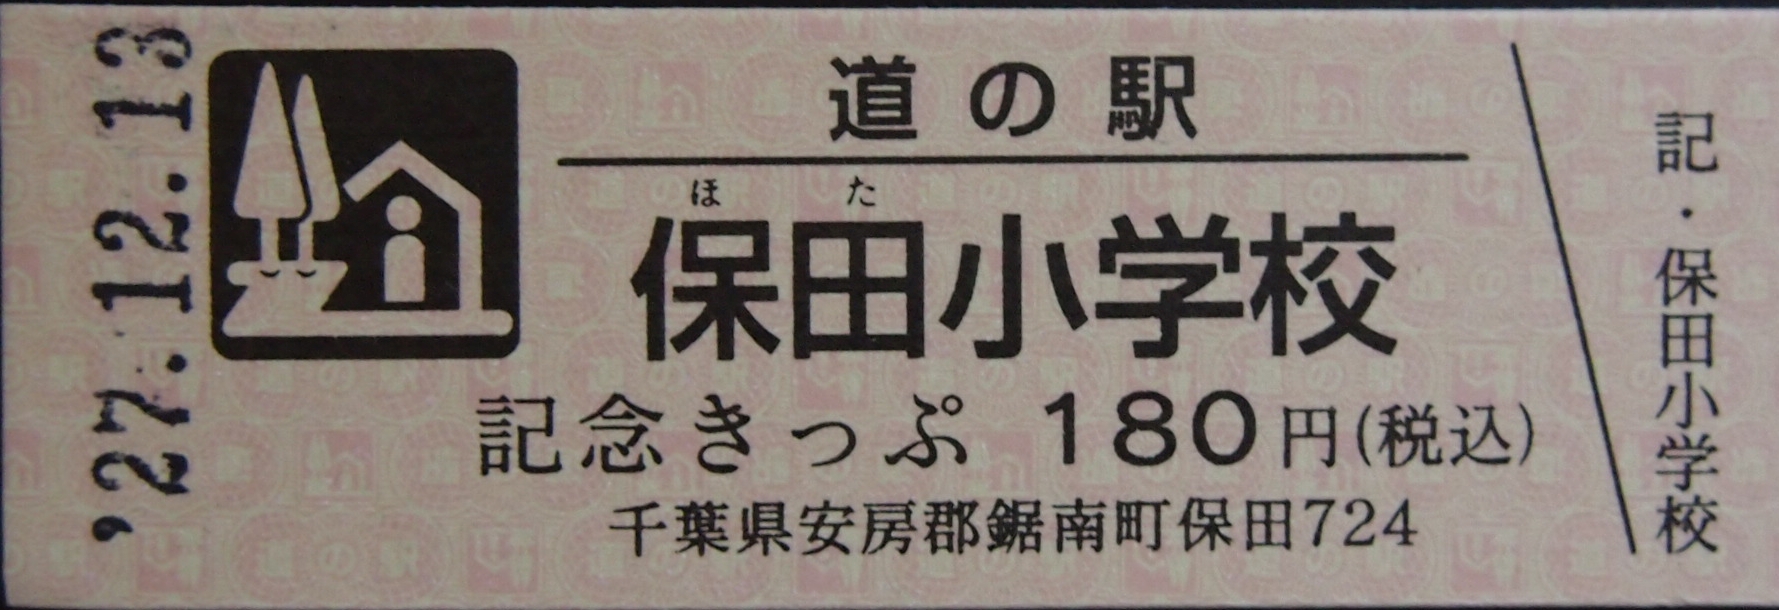 '27.12.13
道の駅
ほた
保田小学校
記念きっぷ 180円(税込)
千葉県安房郡鋸南町保田724
記・保田小学校